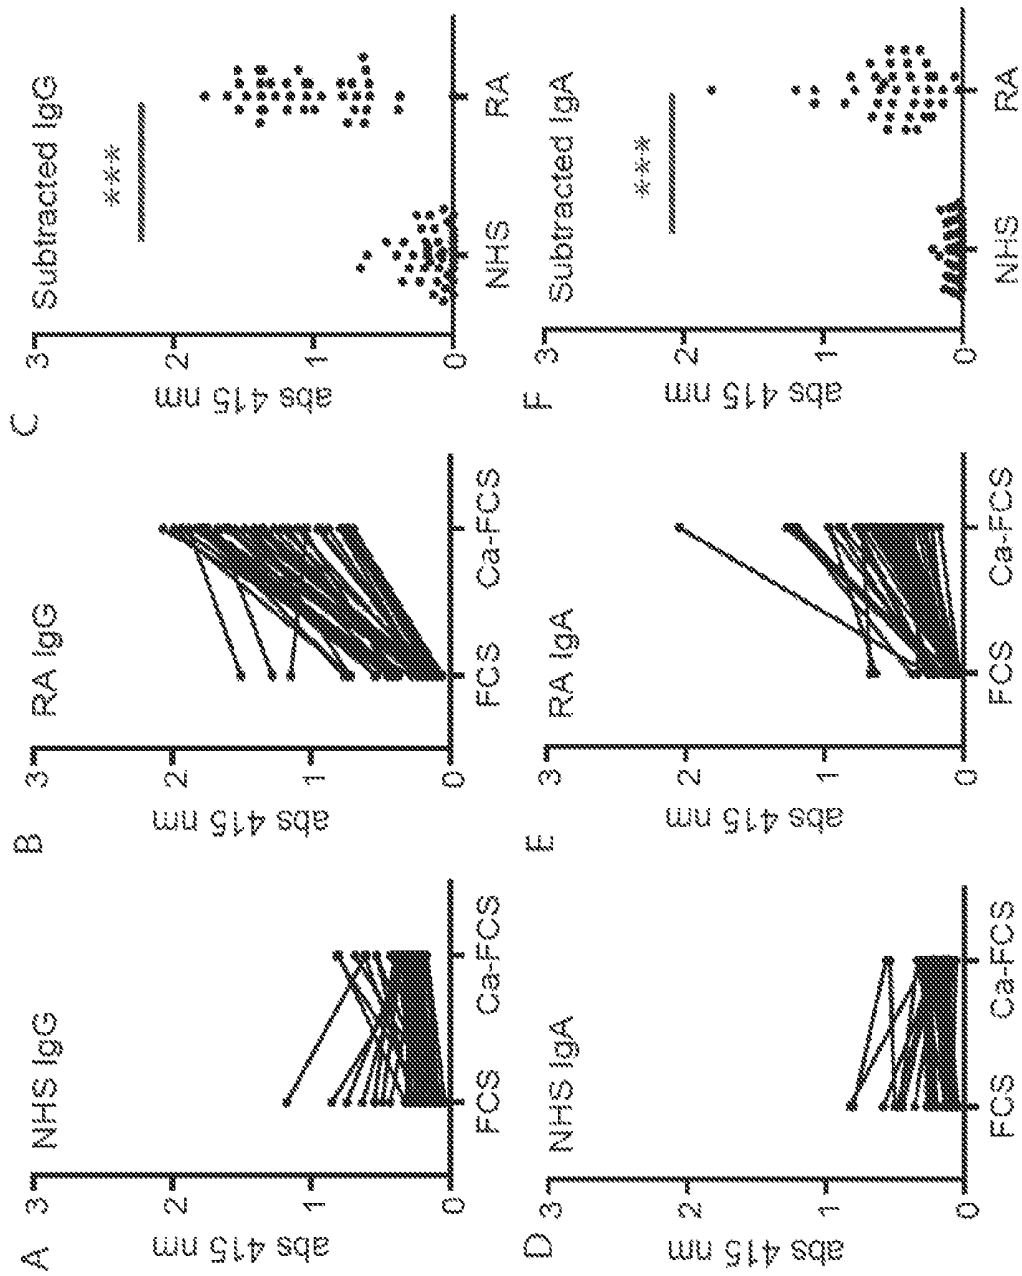 A
NHS IgG
3
2
1
0
abs 415 nm
FCS
Ca-FCS
B
RA IgG
3
2
1
0
abs 415 nm
FCS
Ca-FCS
C
Subtracted IgG
***
3
2
1
0
abs 415 nm
NHS
RA
D
NHS IgA
3
2
1
0
abs 415 nm
FCS
Ca-FCS
E
RA IgA
3
2
1
0
abs 415 nm
FCS
Ca-FCS
F
Subtracted IgA
***
3
2
1
0
abs 415 nm
NHS
RA